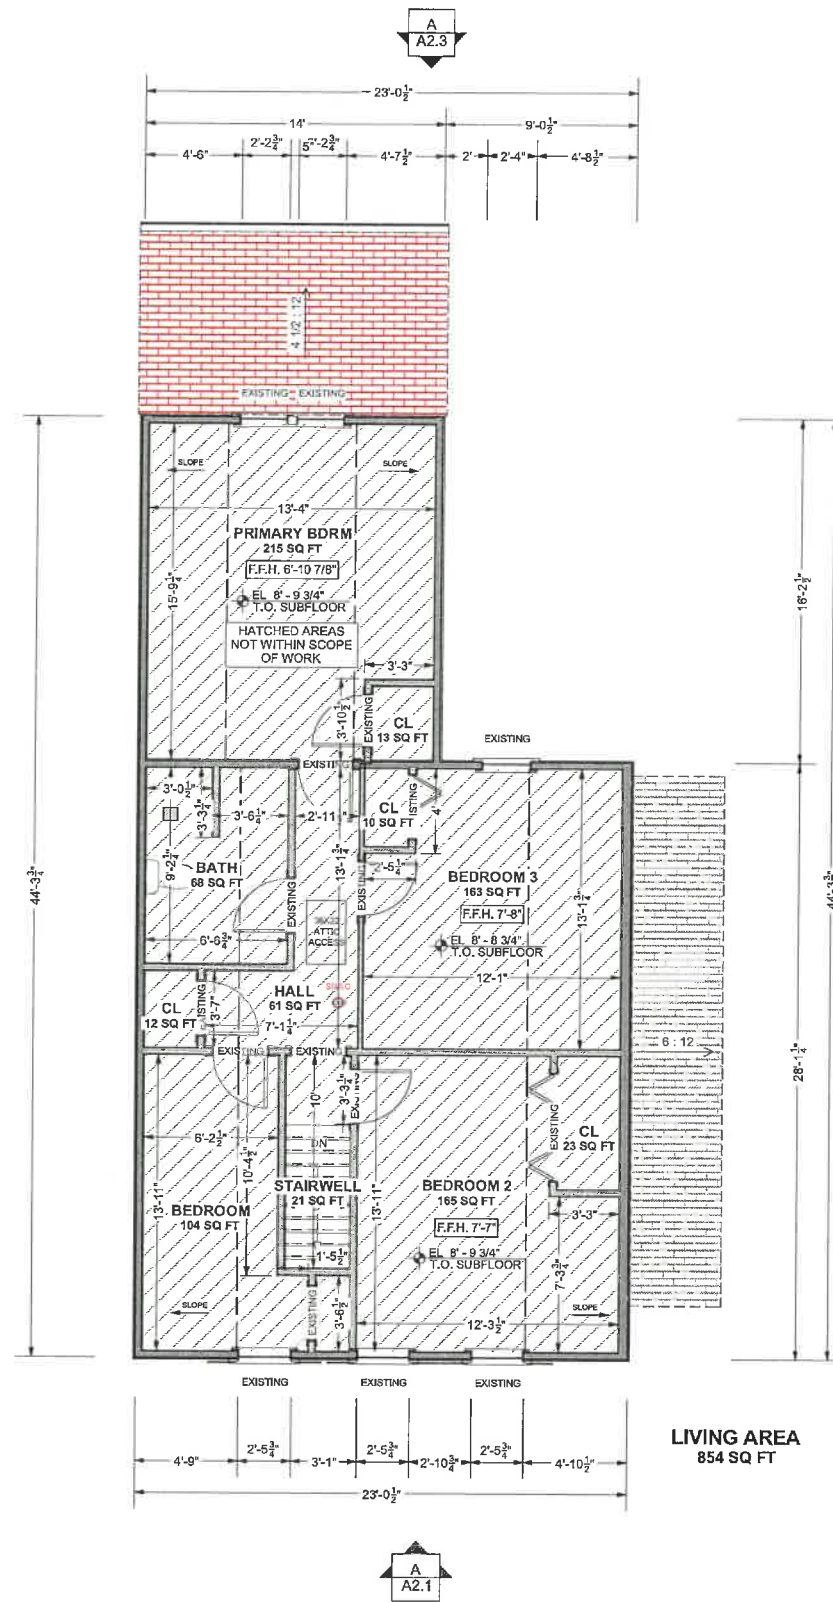 A
A2.3
23'-0 1/2"
14'
9'-0 1/2"
2'-2 3/4"
5"
2'-2 3/4"
4'-6"
4'-7 1/2"
2'
2'-4"
4'-8 1/2"
4 1/2 : 12
EXISTING
EXISTING
SLOPE
SLOPE
13'-4"
PRIMARY BDRM
215 SQ FT
F.F.H. 6'-10 7/8"
15'-9 1/4"
16'-2 1/2"
EL 8' - 9 3/4"
T.O. SUBFLOOR
HATCHED AREAS
NOT WITHIN SCOPE
OF WORK
3'-3"
3'-10 1/2"
EXISTING
CL
13 SQ FT
EXISTING
EXISTING
3'-0 1/2"
3'-3 1/4"
3'-6 1/4"
2'-11"
CL
10 SQ FT
4'
9'-2 1/4"
BATH
68 SQ FT
13'-1 3/4"
2'-5 1/4"
BEDROOM 3
163 SQ FT
44'-3 3/4"
44'-3 3/4"
EXISTING
EXISTING
F.F.H. 7'-8"
13'-1 3/4"
ATTIC
ACCESS
EL 8' - 8 3/4"
T.O. SUBFLOOR
6'-6 3/4"
12'-1"
EXISTING
3'-7"
HALL
61 SQ FT
CL
12 SQ FT
7'-1 1/4"
6 : 12
28'-1 1/4"
EXISTING
EXISTING
EXISTING
3'-3 1/4"
10'
EXISTING
CL
23 SQ FT
DN
6'-2 1/2"
10'-4 1/2"
13'-11"
STAIRWELL
21 SQ FT
13'-11"
BEDROOM 2
165 SQ FT
BEDROOM
104 SQ FT
3'-3"
F.F.H. 7'-7"
1'-5 1/2"
EL 8' - 9 3/4"
T.O. SUBFLOOR
7'-3 3/4"
EXISTING
3'-6 1/2"
SLOPE
SLOPE
12'-3 1/2"
EXISTING
EXISTING
EXISTING
LIVING AREA
854 SQ FT
4'-9"
2'-5 3/4"
3'-1"
2'-5 3/4"
2'-10 3/4"
2'-5 3/4"
4'-10 1/2"
23'-0 1/2"
A
A2.1